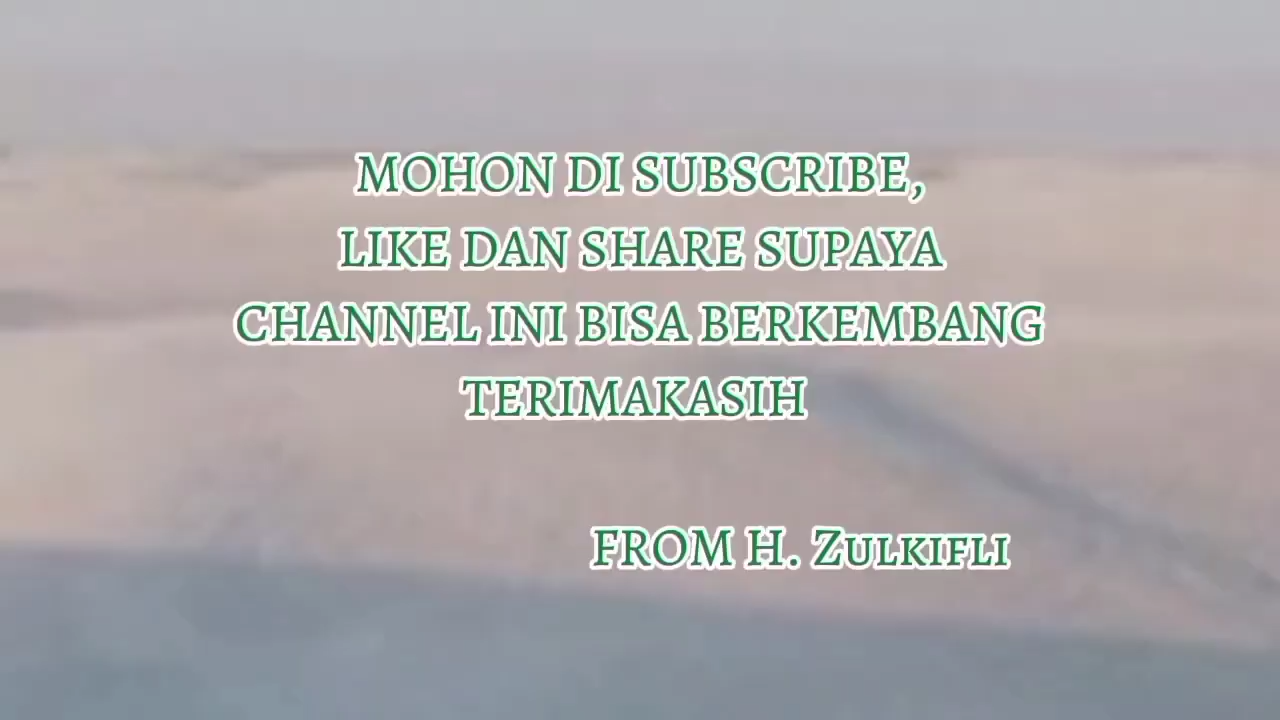 MOHON DI SUBSCRIBE,
LIKE DAN SHARE SUPAYA
CHANNEL INI BISA BERKEMBANG
TERIMAKASIH
FROM H. ZULKIFLI